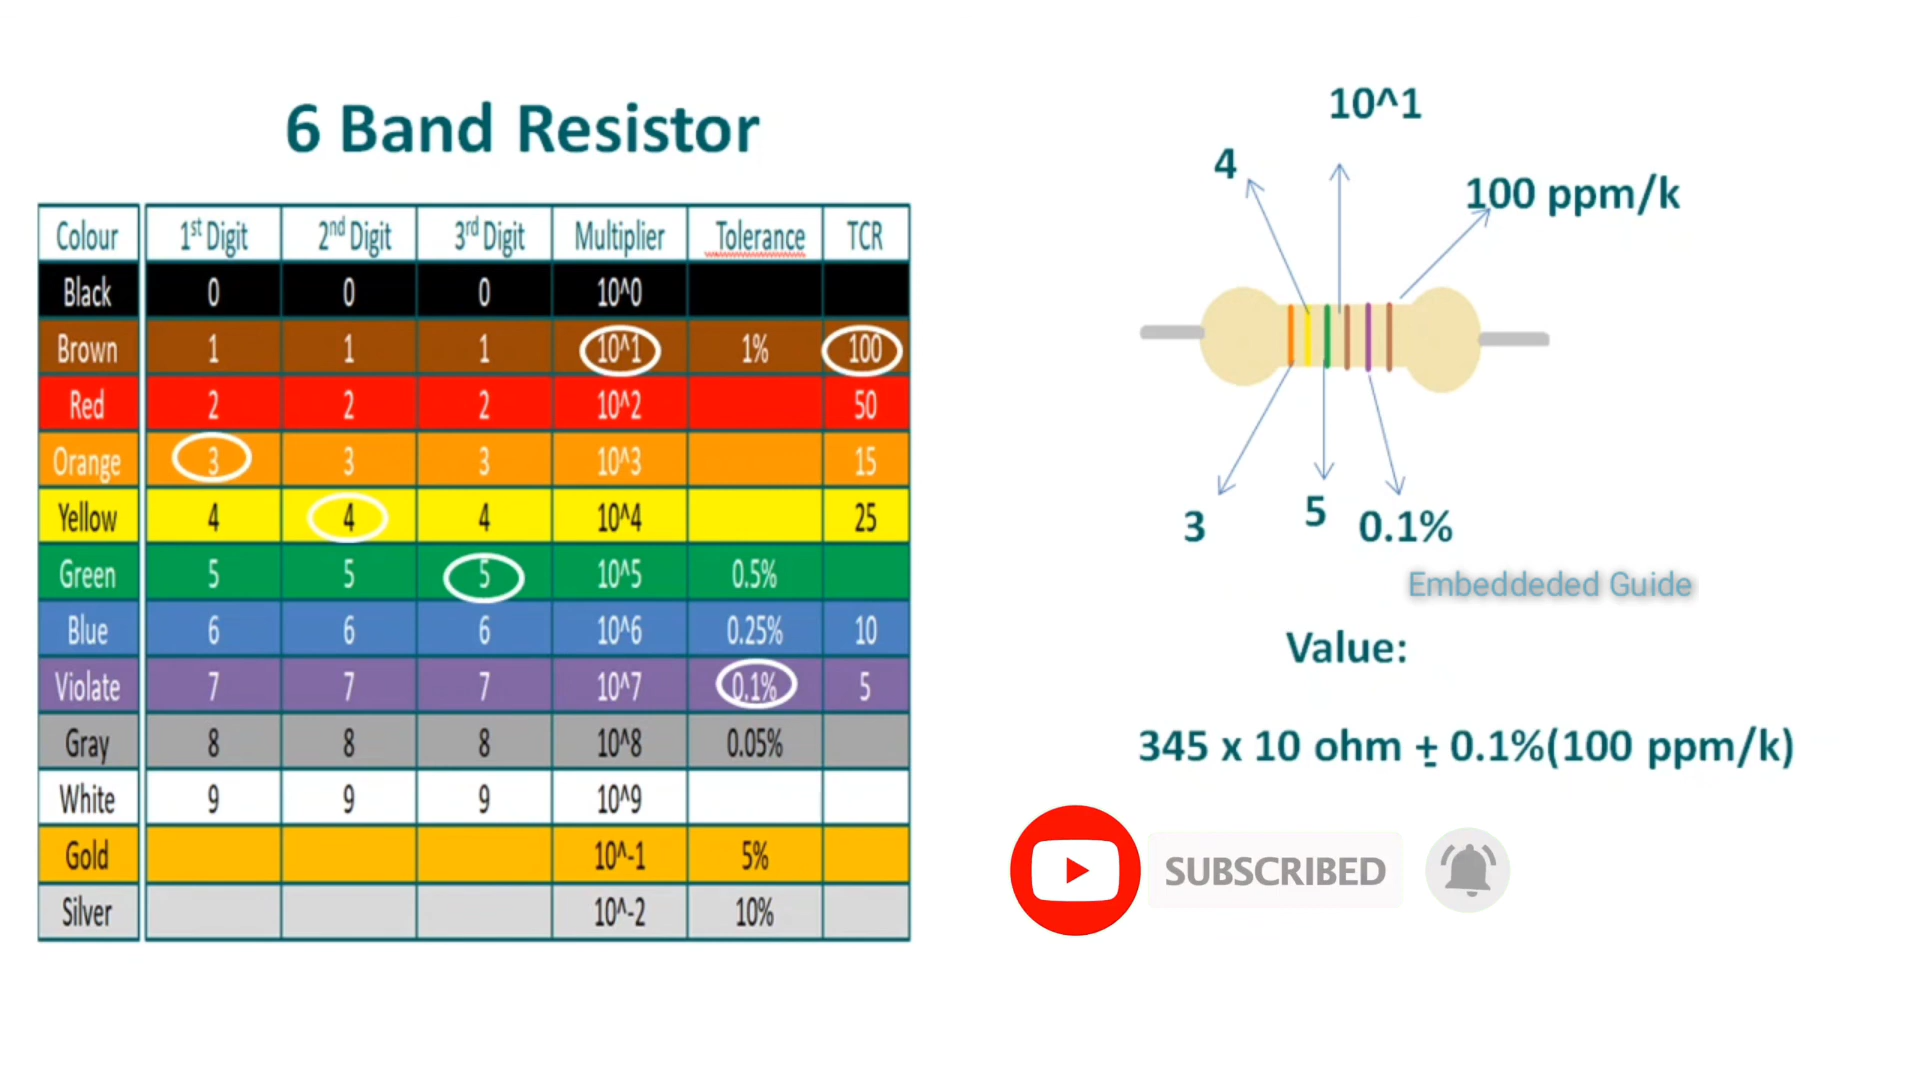 6 Band Resistor
Colour 1st Digit 2nd Digit 3rd Digit Multiplier Tolerance TCR
Black 0 0 0 10^0
Brown 1 1 1 10^1 1% 100
Red 2 2 2 10^2 50
Orange 3 3 3 10^3 15
Yellow 4 4 4 10^4 25
Green 5 5 5 10^5 0.5%
Blue 6 6 6 10^6 0.25% 10
Violate 7 7 7 10^7 0.1% 5
Gray 8 8 8 10^8 0.05%
White 9 9 9 10^9
Gold 10^-1 5%
Silver 10^-2 10%
10^1
4
100 ppm/k
3 5 0.1%
Embeddeded Guide
Value:
345 x 10 ohm ± 0.1%(100 ppm/k)
SUBSCRIBED